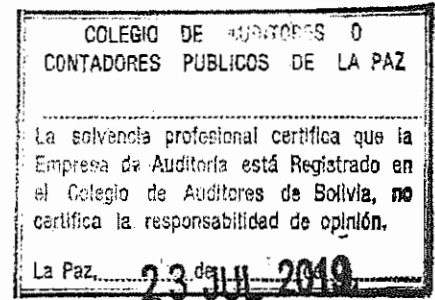 COLEGIO DE AUDITORES O
CONTADORES PUBLICOS DE LA PAZ
La solvencia profesional certifica que la
Empresa de Auditoría está Registrado en
el Colegio de Auditores de Bolivia, no
certifica la responsabilidad de opinión.
La Paz, 23 de JUL 2019